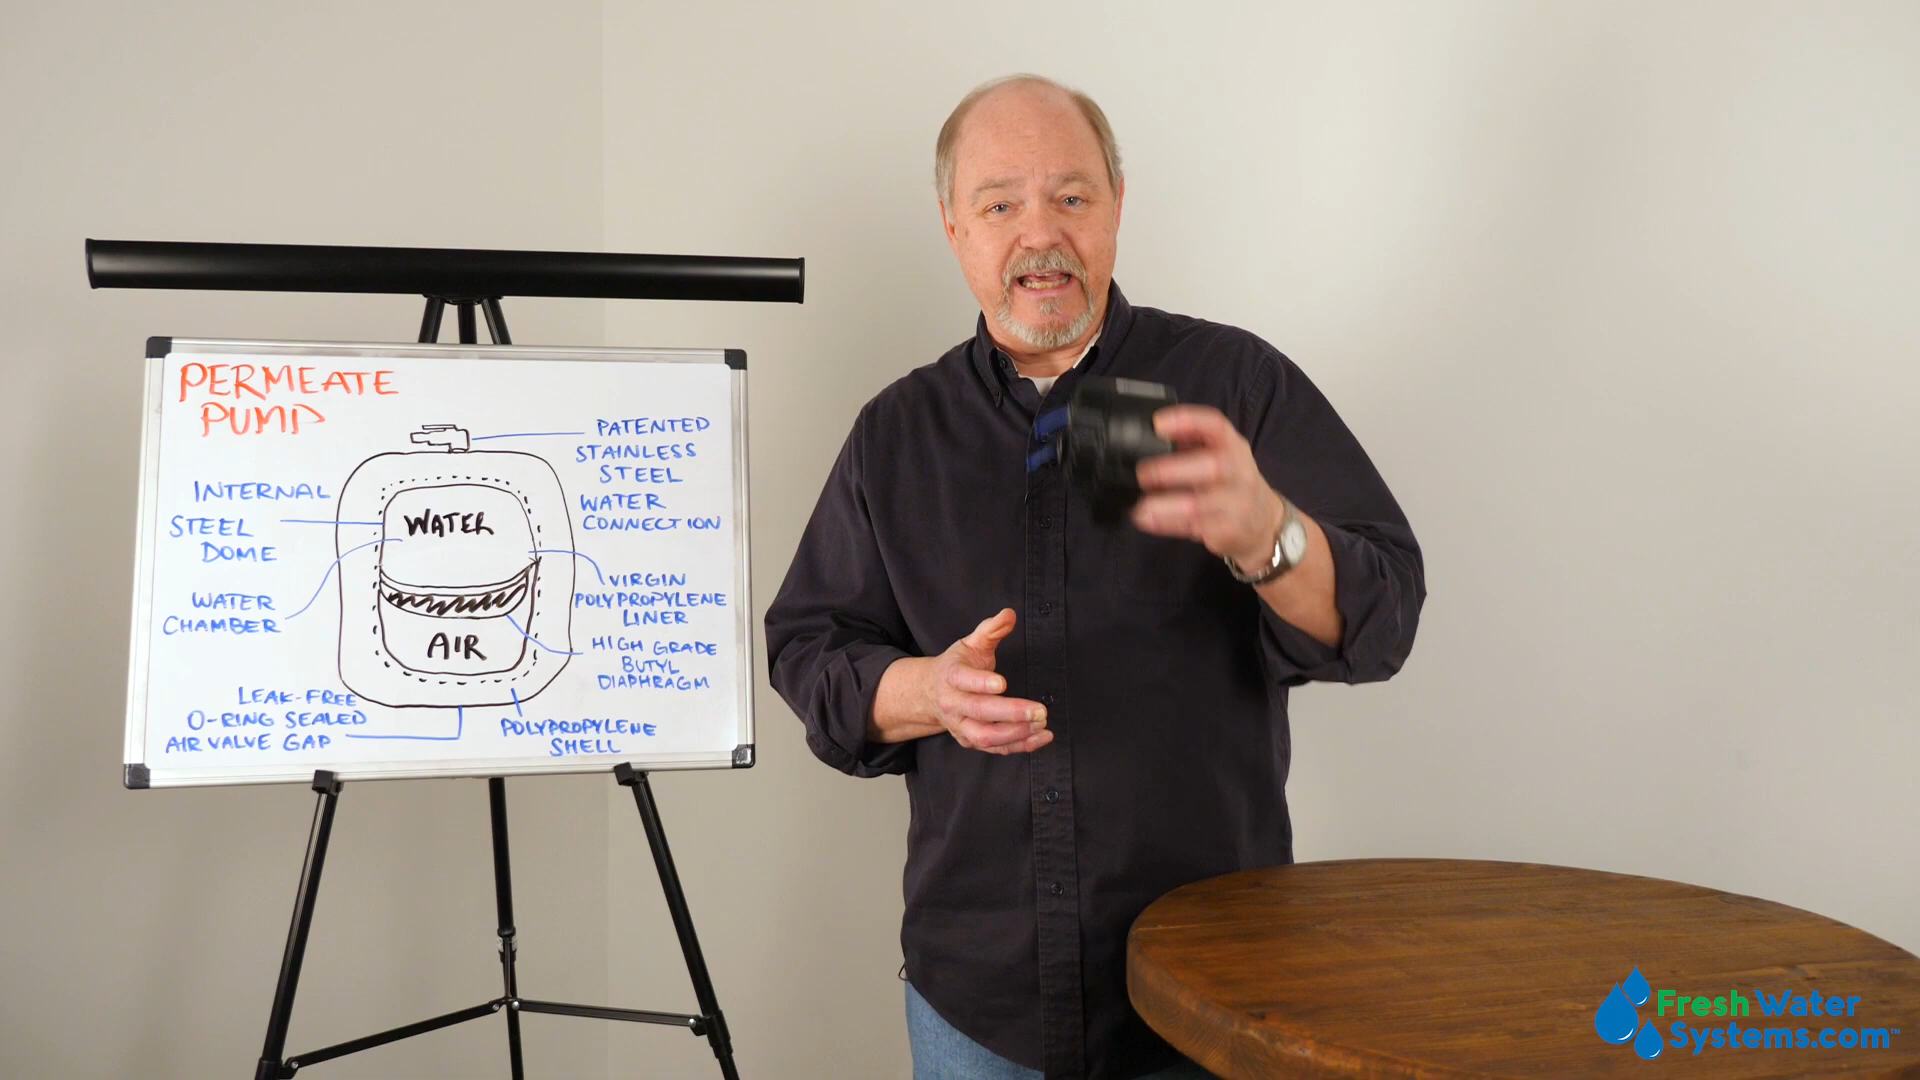 PERMEATE
PUMP
PATENTED
STAINLESS
STEEL
WATER
CONNECTION
INTERNAL
STEEL
DOME
WATER
WATER
CHAMBER
VIRGIN
POLYPROPYLENE
LINER
AIR
HIGH GRADE
BUTYL
DIAPHRAGM
LEAK-FREE
O-RING SEALED
AIR VALVE GAP
POLYPROPYLENE
SHELL
Fresh Water
Systems.com™